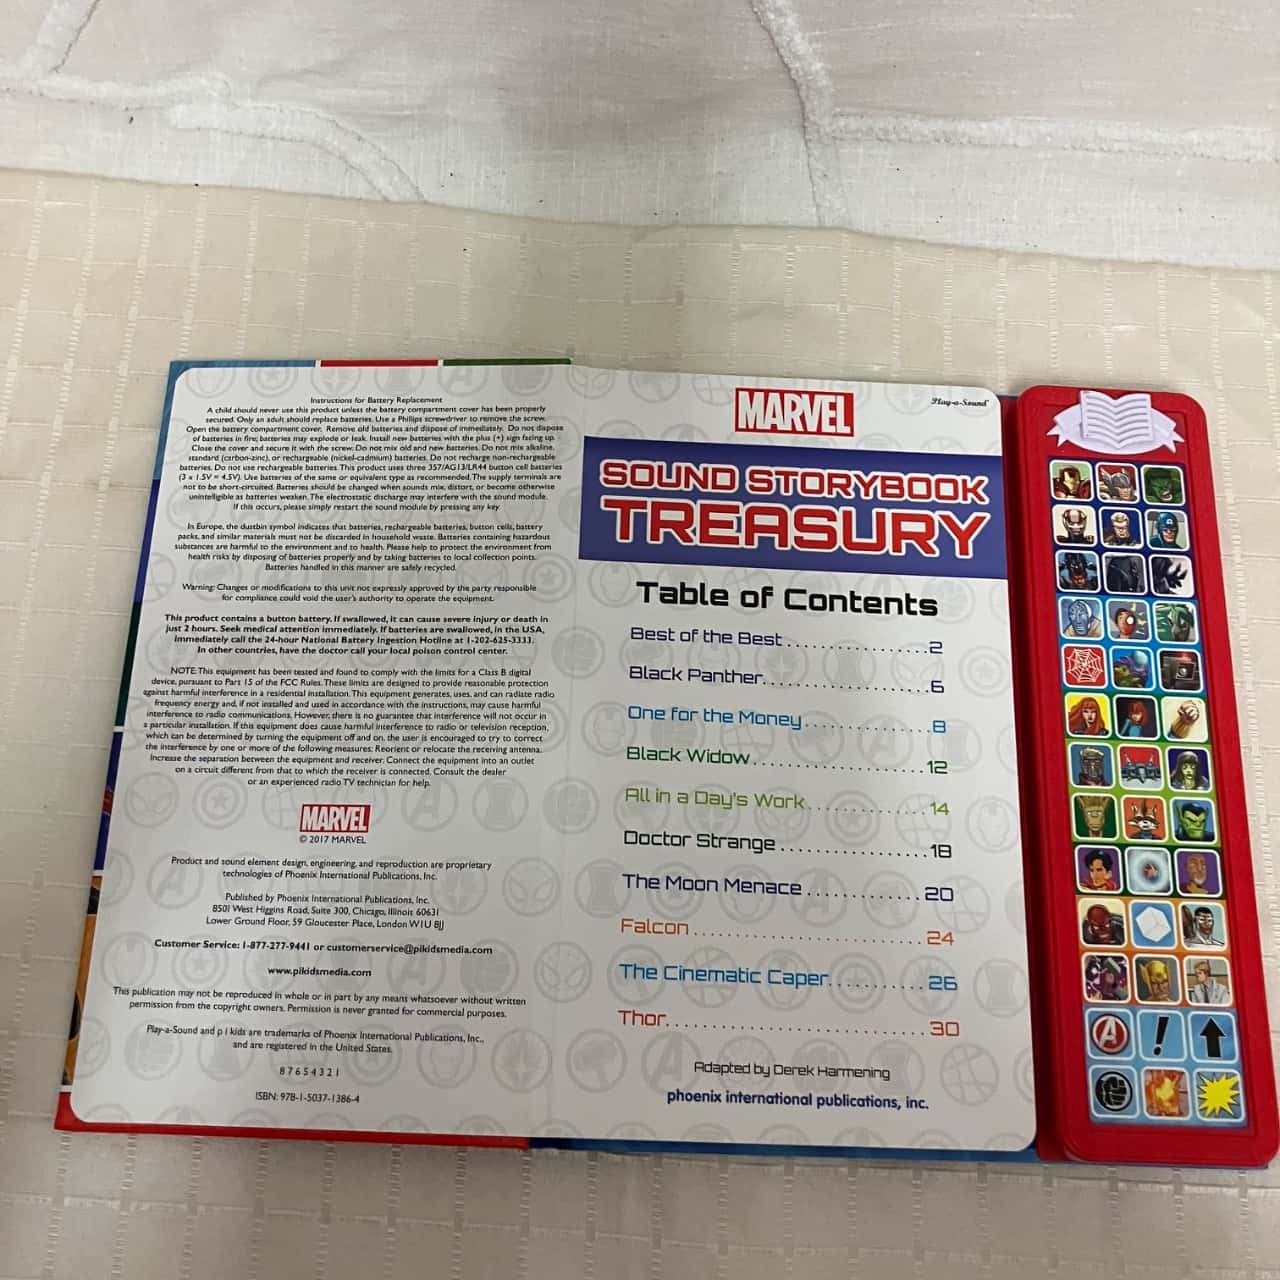 Instructions for Battery Replacement
A child should never use this product unless the battery compartment cover has been properly
secured. Only an adult should replace batteries. Use a Phillips screwdriver to remove the screw.
Open the battery compartment cover. Remove old batteries and dispose of immediately. Do not dispose
of batteries in fire; batteries may explode or leak. Install new batteries with the plus (+) sign facing up.
Close the cover and secure it with the screw. Do not mix old and new batteries. Do not mix alkaline,
standard (carbon-zinc), or rechargeable (nickel-cadmium) batteries. Do not recharge non-rechargeable
batteries. Do not use rechargeable batteries. This product uses three 357/AG13/LR44 button cell batteries
(3 x 1.5V = 4.5V). Use batteries of the same or equivalent type as recommended. The supply terminals are
not to be short-circuited. Batteries should be changed when sounds mix, distort, or become otherwise
unintelligible as batteries weaken. The electrostatic discharge may interfere with the sound module.
If this occurs, please simply restart the sound module by pressing any key.
In Europe, the dustbin symbol indicates that batteries, rechargeable batteries, button cells, battery
packs, and similar materials must not be discarded in household waste. Batteries containing hazardous
substances are harmful to the environment and to health. Please help to protect the environment from
health risks by disposing of batteries properly and by taking batteries to local collection points.
Batteries handled in this manner are safely recycled.
Warning: Changes or modifications to this unit not expressly approved by the party responsible
for compliance could void the user's authority to operate the equipment.
This product contains a button battery. If swallowed, it can cause severe injury or death in
just 2 hours. Seek medical attention immediately. If batteries are swallowed, in the USA,
immediately call the 24-hour National Battery Ingestion Hotline at 1-202-625-3333.
In other countries, have the doctor call your local poison control center.
NOTE: This equipment has been tested and found to comply with the limits for a Class B digital
device, pursuant to Part 15 of the FCC Rules. These limits are designed to provide reasonable protection
against harmful interference in a residential installation. This equipment generates, uses, and can radiate radio
frequency energy and, if not installed and used in accordance with the instructions, may cause harmful
interference to radio communications. However, there is no guarantee that interference will not occur in
a particular installation. If this equipment does cause harmful interference to radio or television reception,
which can be determined by turning the equipment off and on, the user is encouraged to try to correct
the interference by one or more of the following measures: Reorient or relocate the receiving antenna.
Increase the separation between the equipment and receiver. Connect the equipment into an outlet
on a circuit different from that to which the receiver is connected. Consult the dealer
or an experienced radio TV technician for help.
MARVEL
© 2017 MARVEL
Product and sound element design, engineering, and reproduction are proprietary
technologies of Phoenix International Publications, Inc.
Published by Phoenix International Publications, Inc.
8501 West Higgins Road, Suite 300, Chicago, Illinois 60631
Lower Ground Floor, 59 Gloucester Place, London W1U 8JJ
Customer Service: 1-877-277-9441 or customerservice@pikidsmedia.com
www.pikidsmedia.com
This publication may not be reproduced in whole or in part by any means whatsoever without written
permission from the copyright owners. Permission is never granted for commercial purposes.
Play-a-Sound and p i kids are trademarks of Phoenix International Publications, Inc.,
and are registered in the United States.
8 7 6 5 4 3 2 1
ISBN: 978-1-5037-1386-4
MARVEL
Play-a-Sound
SOUND STORYBOOK
TREASURY
Table of Contents
Best of the Best ................ 2
Black Panther................... 6
One for the Money .............. 8
Black Widow.................... 12
All in a Day's Work............. 14
Doctor Strange ................. 18
The Moon Menace ............ 20
Falcon .......................... 24
The Cinematic Caper........... 26
Thor............................ 30
Adapted by Derek Harmening
phoenix international publications, inc.
A
!